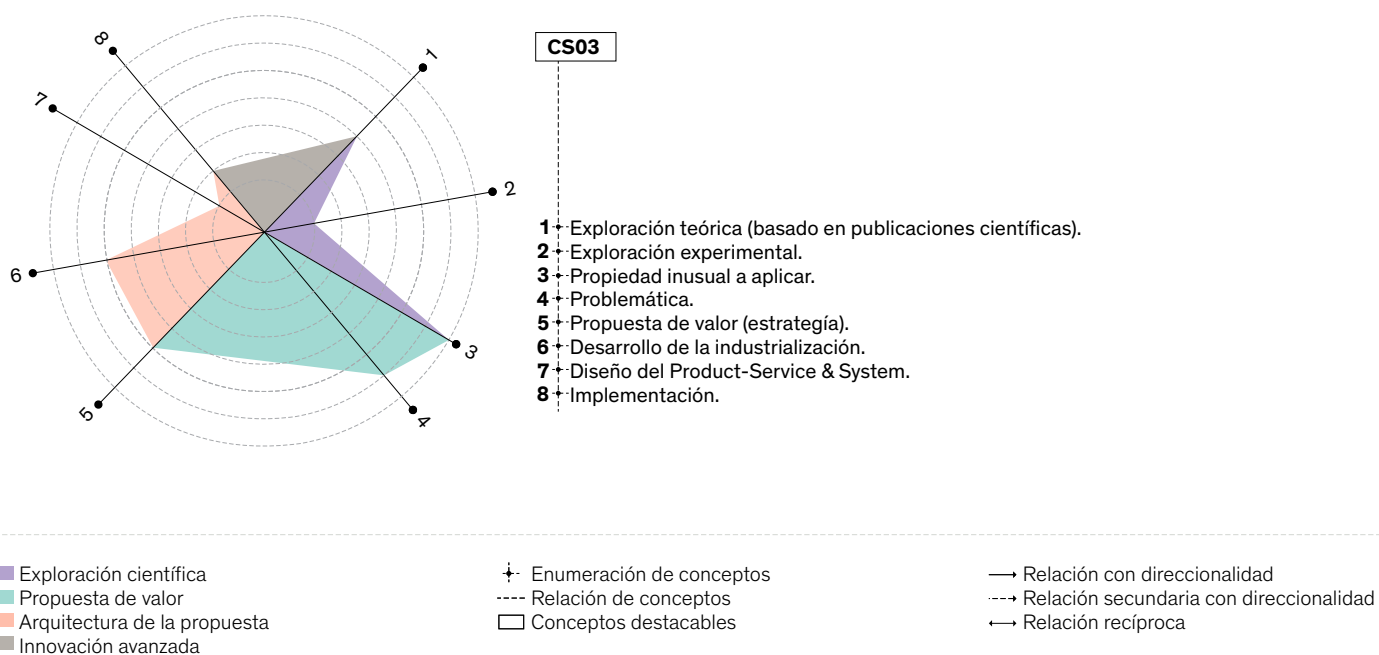 8
1
7
2
6
3
5
4
CS03
1 Exploración teórica (basado en publicaciones científicas).
2 Exploración experimental.
3 Propiedad inusual a aplicar.
4 Problemática.
5 Propuesta de valor (estrategía).
6 Desarrollo de la industrialización.
7 Diseño del Product-Service & System.
8 Implementación.
Exploración científica
Propuesta de valor
Arquitectura de la propuesta
Innovación avanzada
Enumeración de conceptos
Relación de conceptos
Conceptos destacables
Relación con direccionalidad
Relación secundaria con direccionalidad
Relación recíproca